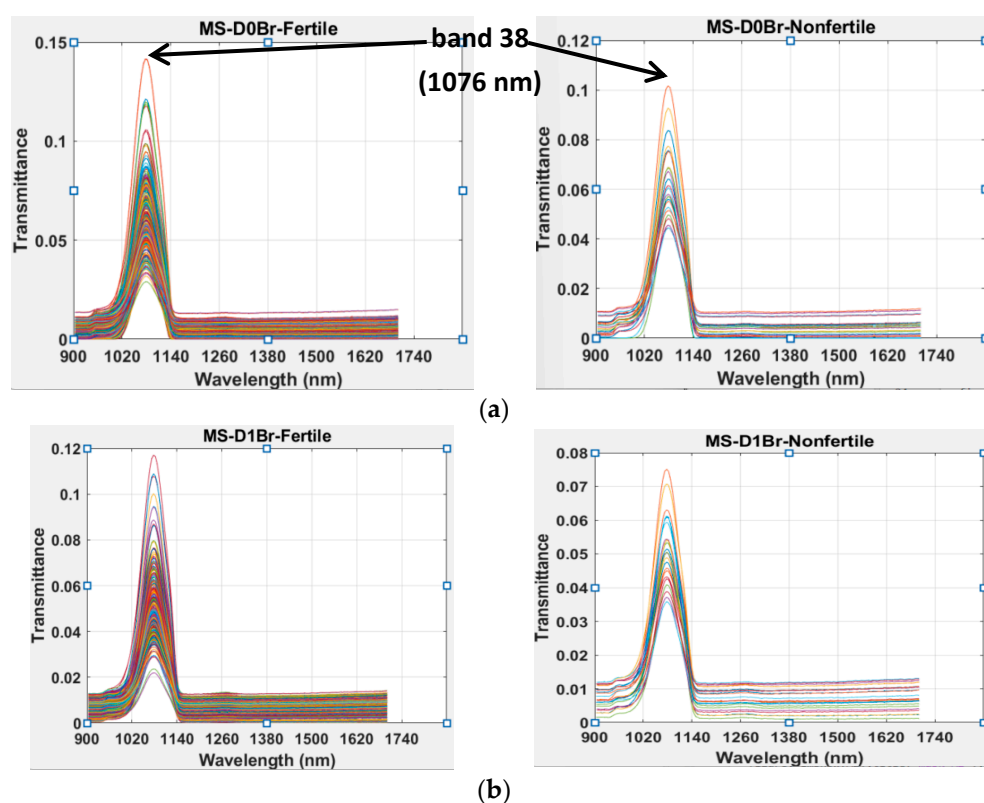 MS-D0Br-Fertile
band 38
(1076 nm)
MS-D0Br-Nonfertile
Transmittance
0.15
0.1
0.05
0
900 1020 1140 1260 1380 1500 1620 1740
Wavelength (nm)
Transmittance
0.12
0.1
0.08
0.06
0.04
0.02
0
900 1020 1140 1260 1380 1500 1620 1740
Wavelength (nm)
(a)
MS-D1Br-Fertile
Transmittance
0.12
0.1
0.08
0.06
0.04
0.02
0
900 1020 1140 1260 1380 1500 1620 1740
Wavelength (nm)
MS-D1Br-Nonfertile
Transmittance
0.08
0.07
0.06
0.05
0.04
0.03
0.02
0.01
0
900 1020 1140 1260 1380 1500 1620 1740
Wavelength (nm)
(b)